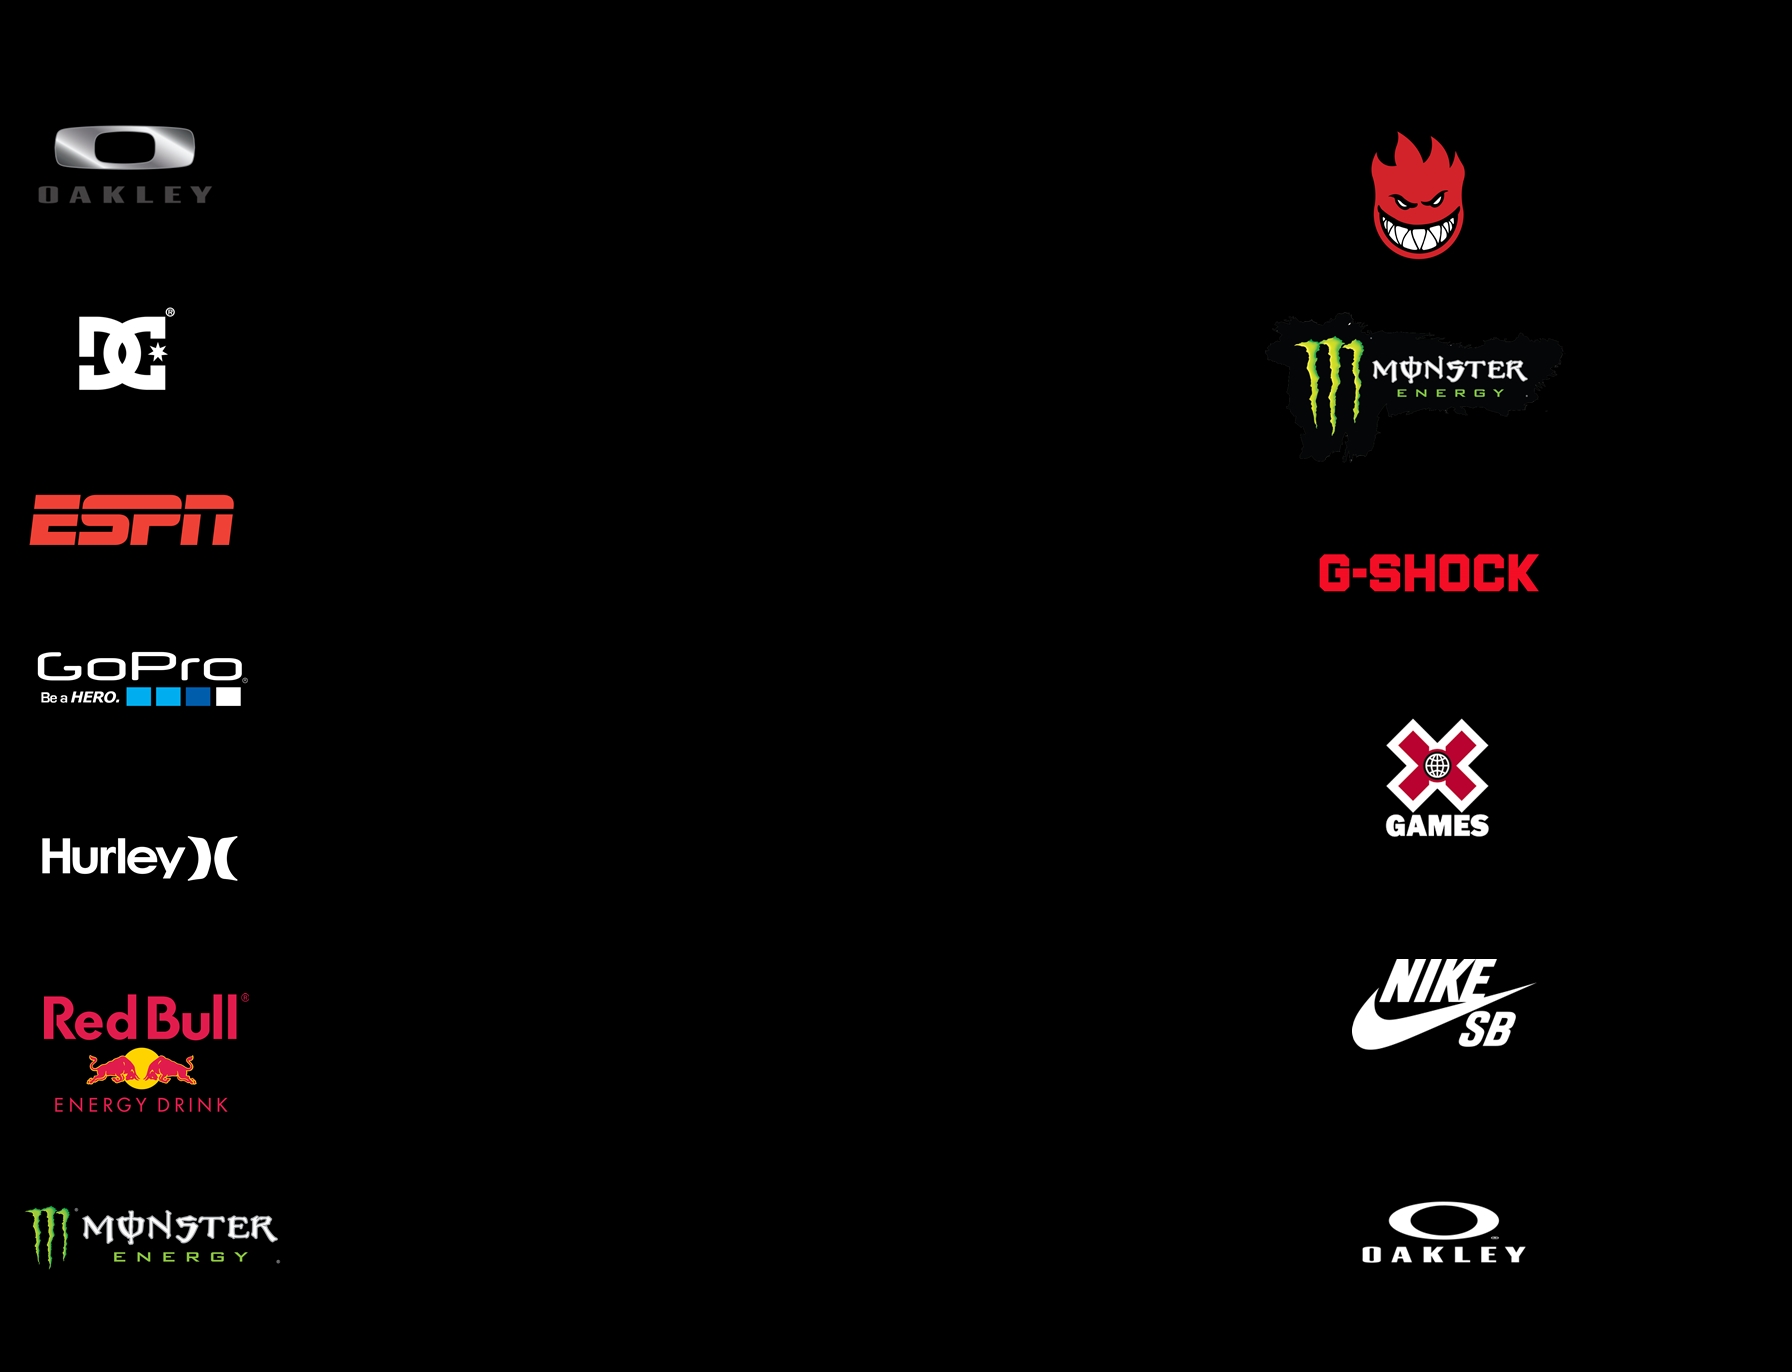 OAKLEY
DC®
ESPN
GoPro®
Be a HERO.
Hurley
Red Bull®
ENERGY DRINK
MONSTER
ENERGY
MONSTER
ENERGY
G-SHOCK
X
GAMES
NIKE
SB
OAKLEY